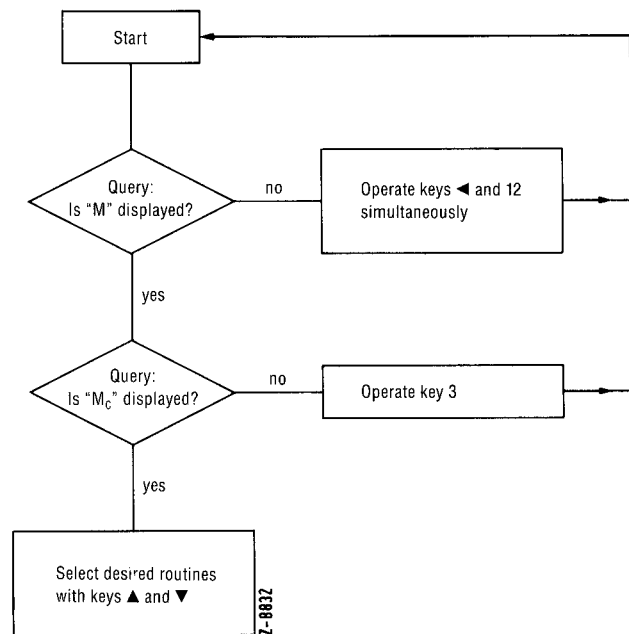 Start
Query:
Is “M” displayed?
no
Operate keys ◄ and 12
simultaneously
yes
Query:
Is “Mc” displayed?
no
Operate key 3
yes
Select desired routines
with keys ▲ and ▼
Z-8832